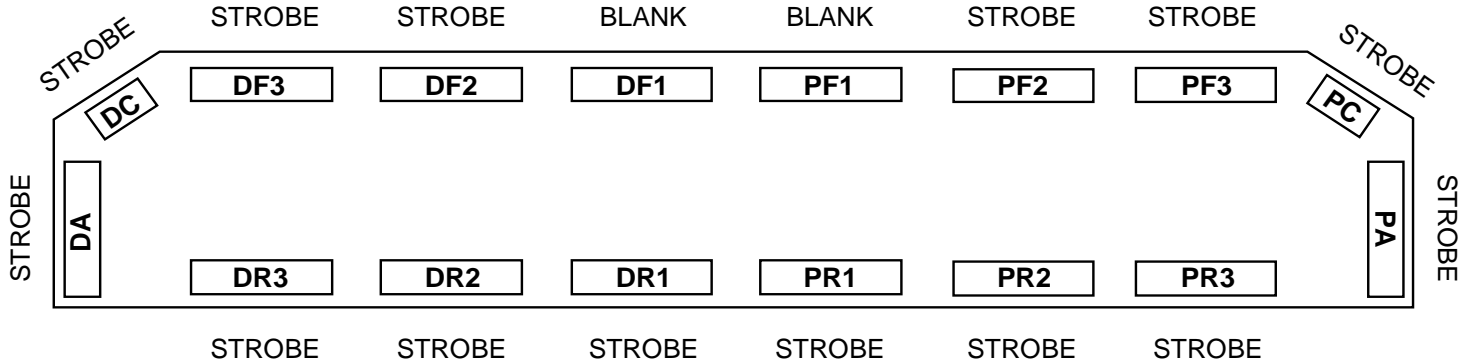 STROBE STROBE BLANK BLANK STROBE STROBE
STROBE STROBE
DF3 DF2 DF1 PF1 PF2 PF3
DC PC
STROBE DA PA STROBE
DR3 DR2 DR1 PR1 PR2 PR3
STROBE STROBE STROBE STROBE STROBE STROBE